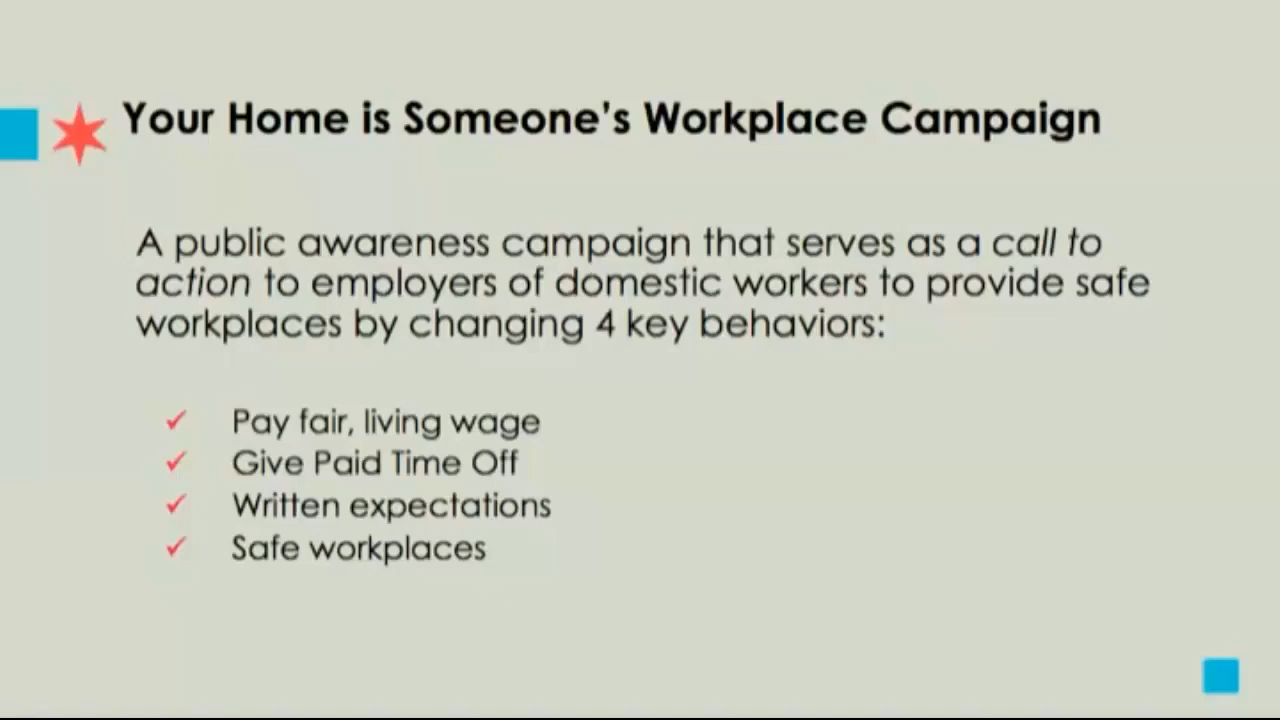 Your Home is Someone's Workplace Campaign
A public awareness campaign that serves as a call to
action to employers of domestic workers to provide safe
workplaces by changing 4 key behaviors:
✓ Pay fair, living wage
✓ Give Paid Time Off
✓ Written expectations
✓ Safe workplaces